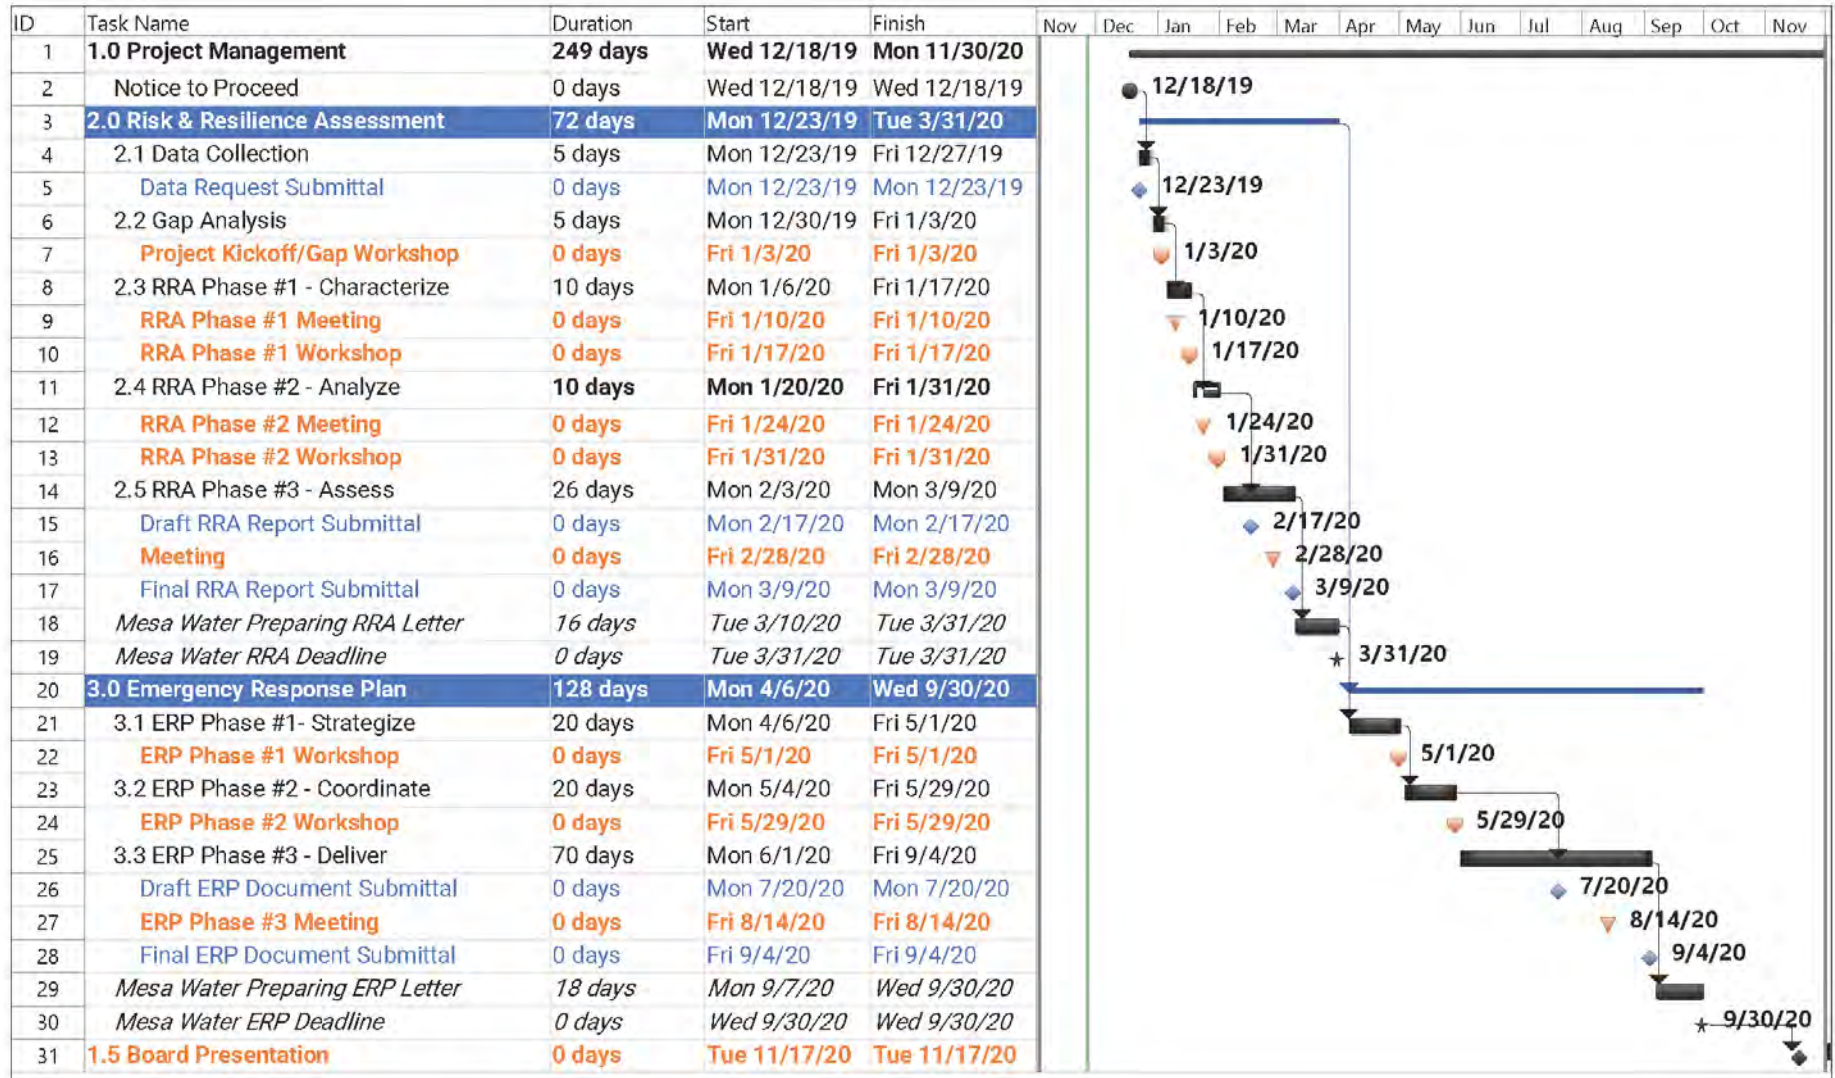 ID Task Name Duration Start Finish Nov Dec Jan Feb Mar Apr May Jun Jul Aug Sep Oct Nov
1 1.0 Project Management 249 days Wed 12/18/19 Mon 11/30/20
2 Notice to Proceed 0 days Wed 12/18/19 Wed 12/18/19 12/18/19
3 2.0 Risk & Resilience Assessment 72 days Mon 12/23/19 Tue 3/31/20
4 2.1 Data Collection 5 days Mon 12/23/19 Fri 12/27/19
5 Data Request Submittal 0 days Mon 12/23/19 Mon 12/23/19 12/23/19
6 2.2 Gap Analysis 5 days Mon 12/30/19 Fri 1/3/20
7 Project Kickoff/Gap Workshop 0 days Fri 1/3/20 Fri 1/3/20 1/3/20
8 2.3 RRA Phase #1 - Characterize 10 days Mon 1/6/20 Fri 1/17/20
9 RRA Phase #1 Meeting 0 days Fri 1/10/20 Fri 1/10/20 1/10/20
10 RRA Phase #1 Workshop 0 days Fri 1/17/20 Fri 1/17/20 1/17/20
11 2.4 RRA Phase #2 - Analyze 10 days Mon 1/20/20 Fri 1/31/20
12 RRA Phase #2 Meeting 0 days Fri 1/24/20 Fri 1/24/20 1/24/20
13 RRA Phase #2 Workshop 0 days Fri 1/31/20 Fri 1/31/20 1/31/20
14 2.5 RRA Phase #3 - Assess 26 days Mon 2/3/20 Mon 3/9/20
15 Draft RRA Report Submittal 0 days Mon 2/17/20 Mon 2/17/20 2/17/20
16 Meeting 0 days Fri 2/28/20 Fri 2/28/20 2/28/20
17 Final RRA Report Submittal 0 days Mon 3/9/20 Mon 3/9/20 3/9/20
18 Mesa Water Preparing RRA Letter 16 days Tue 3/10/20 Tue 3/31/20
19 Mesa Water RRA Deadline 0 days Tue 3/31/20 Tue 3/31/20 3/31/20
20 3.0 Emergency Response Plan 128 days Mon 4/6/20 Wed 9/30/20
21 3.1 ERP Phase #1- Strategize 20 days Mon 4/6/20 Fri 5/1/20
22 ERP Phase #1 Workshop 0 days Fri 5/1/20 Fri 5/1/20 5/1/20
23 3.2 ERP Phase #2 - Coordinate 20 days Mon 5/4/20 Fri 5/29/20
24 ERP Phase #2 Workshop 0 days Fri 5/29/20 Fri 5/29/20 5/29/20
25 3.3 ERP Phase #3 - Deliver 70 days Mon 6/1/20 Fri 9/4/20
26 Draft ERP Document Submittal 0 days Mon 7/20/20 Mon 7/20/20 7/20/20
27 ERP Phase #3 Meeting 0 days Fri 8/14/20 Fri 8/14/20 8/14/20
28 Final ERP Document Submittal 0 days Fri 9/4/20 Fri 9/4/20 9/4/20
29 Mesa Water Preparing ERP Letter 18 days Mon 9/7/20 Wed 9/30/20
30 Mesa Water ERP Deadline 0 days Wed 9/30/20 Wed 9/30/20 9/30/20
31 1.5 Board Presentation 0 days Tue 11/17/20 Tue 11/17/20